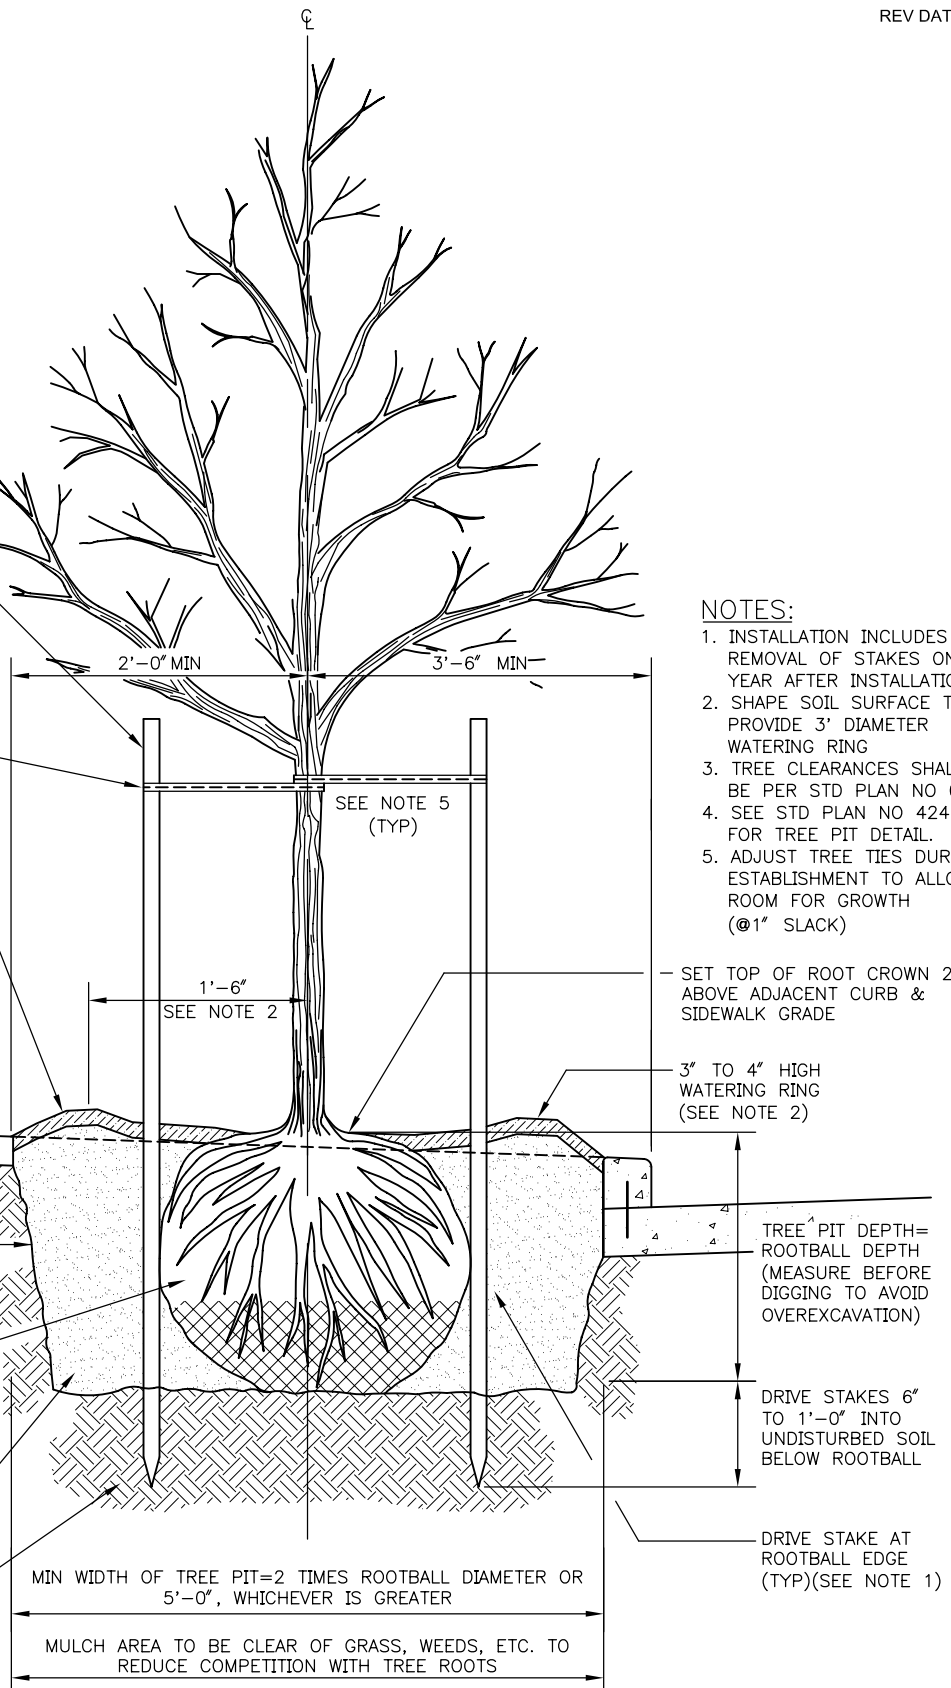 ℄
REV DAT
2'-0" MIN
3'-6" MIN
NOTES:
1. INSTALLATION INCLUDES
REMOVAL OF STAKES ON
YEAR AFTER INSTALLATIO
2. SHAPE SOIL SURFACE T
PROVIDE 3' DIAMETER
WATERING RING
3. TREE CLEARANCES SHAL
BE PER STD PLAN NO
4. SEE STD PLAN NO 424
FOR TREE PIT DETAIL.
5. ADJUST TREE TIES DUR
ESTABLISHMENT TO ALLO
ROOM FOR GROWTH
(@1" SLACK)
SEE NOTE 5
(TYP)
1'-6"
SEE NOTE 2
SET TOP OF ROOT CROWN 2
ABOVE ADJACENT CURB &
SIDEWALK GRADE
3" TO 4" HIGH
WATERING RING
(SEE NOTE 2)
TREE PIT DEPTH=
ROOTBALL DEPTH
(MEASURE BEFORE
DIGGING TO AVOID
OVEREXCAVATION)
DRIVE STAKES 6"
TO 1'-0" INTO
UNDISTURBED SOIL
BELOW ROOTBALL
DRIVE STAKE AT
ROOTBALL EDGE
(TYP)(SEE NOTE 1)
MIN WIDTH OF TREE PIT=2 TIMES ROOTBALL DIAMETER OR
5'-0", WHICHEVER IS GREATER
MULCH AREA TO BE CLEAR OF GRASS, WEEDS, ETC. TO
REDUCE COMPETITION WITH TREE ROOTS